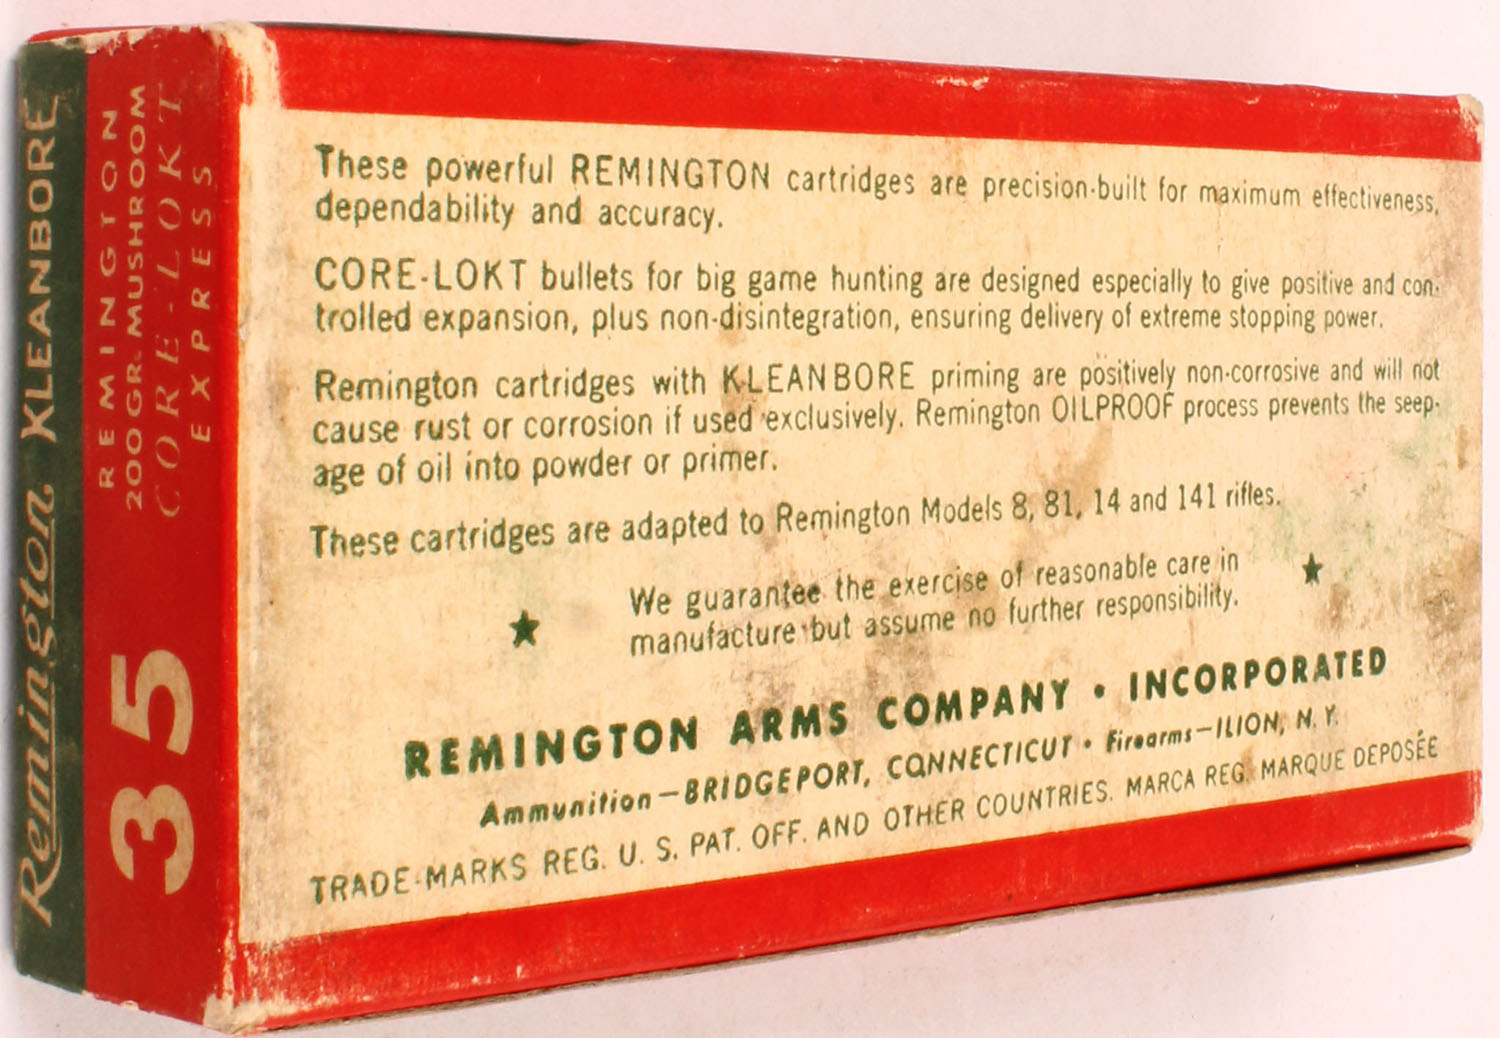 Remington KLEANBORE
35
REMINGTON
200 GR. MUSHROOM
CORE-LOKT
EXPRESS
These powerful REMINGTON cartridges are precision-built for maximum effectiveness,
dependability and accuracy.
CORE-LOKT bullets for big game hunting are designed especially to give positive and con-
trolled expansion, plus non-disintegration, ensuring delivery of extreme stopping power.
Remington cartridges with KLEANBORE priming are positively non-corrosive and will not
cause rust or corrosion if used exclusively. Remington OILPROOF process prevents the seep-
age of oil into powder or primer.
These cartridges are adapted to Remington Models 8, 81, 14 and 141 rifles.
We guarantee the exercise of reasonable care in
manufacture but assume no further responsibility.
REMINGTON ARMS COMPANY • INCORPORATED
Ammunition—BRIDGEPORT, CONNECTICUT • Firearms—ILION, N. Y.
TRADE-MARKS REG. U. S. PAT. OFF. AND OTHER COUNTRIES. MARCA REG. MARQUE DEPOSÉE